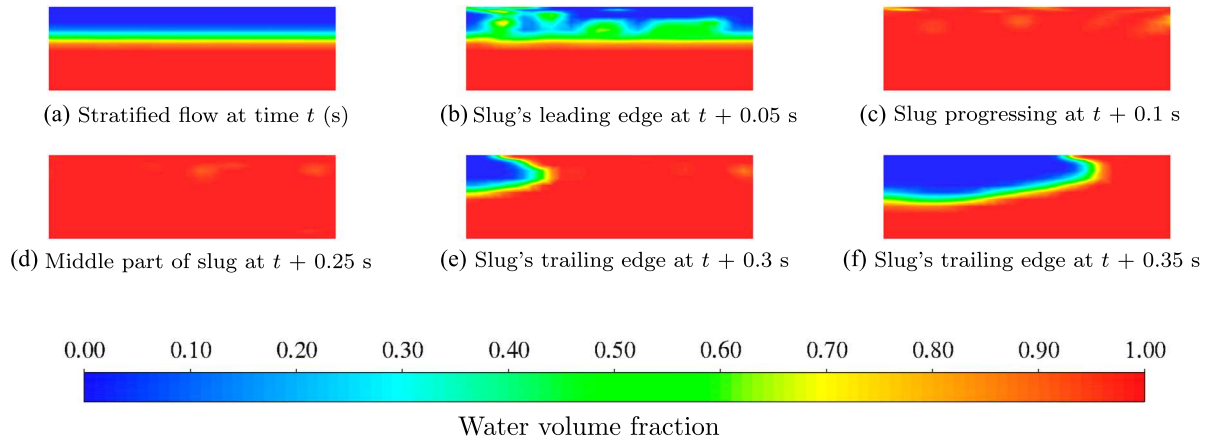 (a) Stratified flow at time t (s)
(b) Slug's leading edge at t + 0.05 s
(c) Slug progressing at t + 0.1 s
(d) Middle part of slug at t + 0.25 s
(e) Slug's trailing edge at t + 0.3 s
(f) Slug's trailing edge at t + 0.35 s
0.00 0.10 0.20 0.30 0.40 0.50 0.60 0.70 0.80 0.90 1.00
Water volume fraction